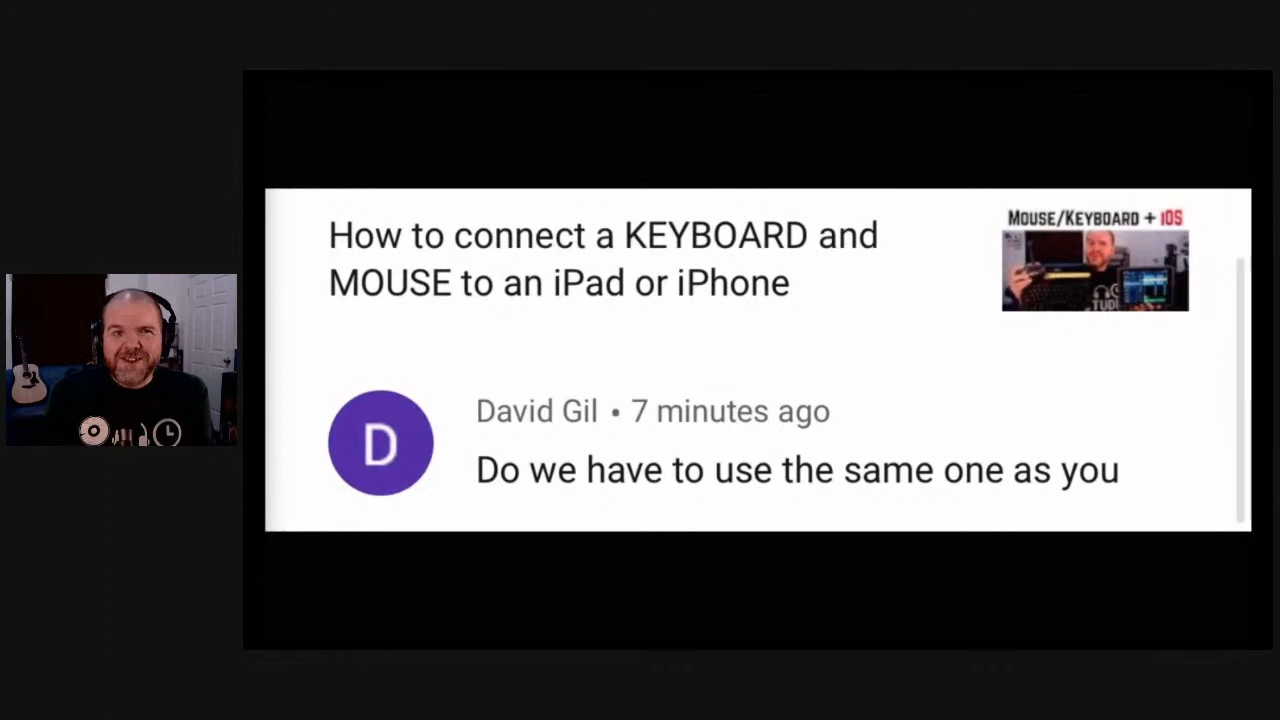 How to connect a KEYBOARD and
MOUSE to an iPad or iPhone
MOUSE/KEYBOARD + iOS
D
David Gil • 7 minutes ago
Do we have to use the same one as you